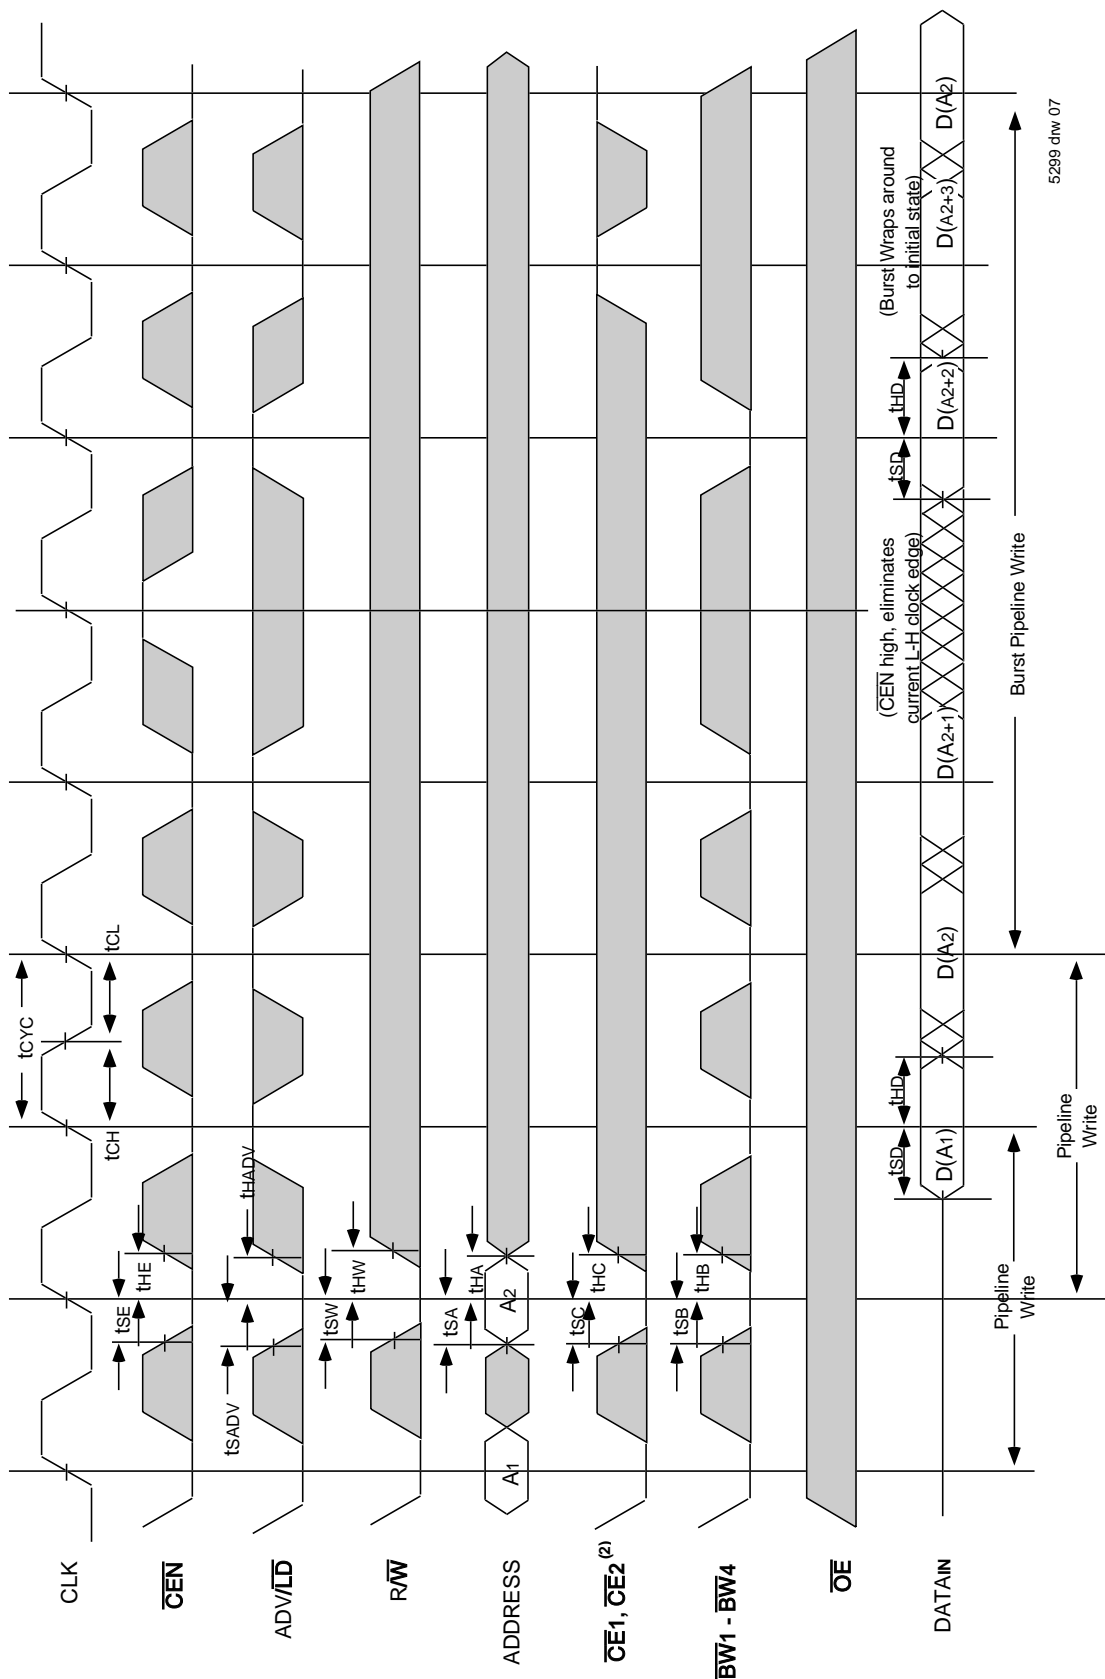 tCYC
tCH
tCL
CLK
tSE
tHE
CEN
tSADV
tHADV
ADV/LD
tSW
tHW
R/W
tSA
tHA
A1
A2
ADDRESS
tSC
tHC
CE1, CE2 (2)
tSB
tHB
BW1 - BW4
OE
(CEN high, eliminates
current L-H clock edge)
(Burst Wraps around
to initial state)
tSD
tHD
tSD
tHD
DATAIN
D(A1)
D(A2)
D(A2+1)
D(A2+2)
D(A2+3)
D(A2)
Pipeline
Write
Burst Pipeline Write
Pipeline
Write
5299 drw 07